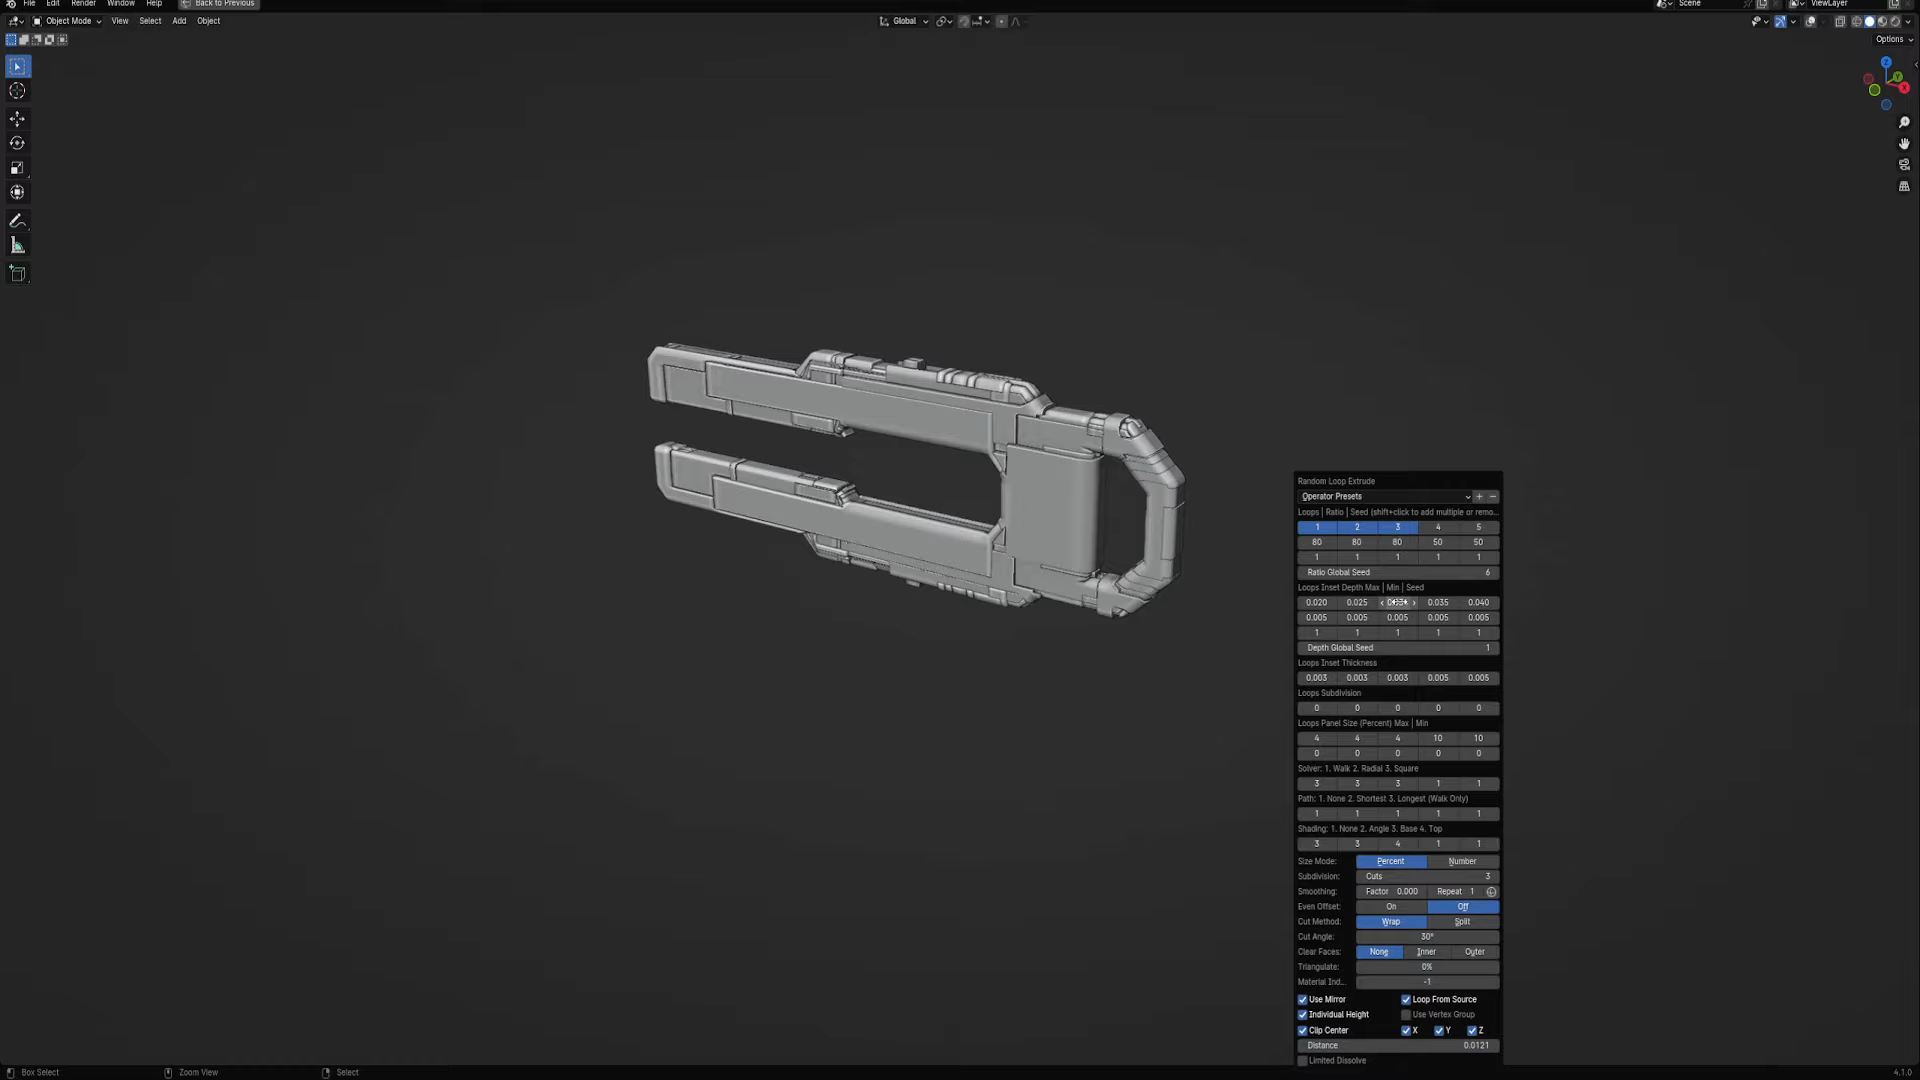 File Edit Render Window Help Back to Previous Scene ViewLayer
Object Mode View Select Add Object Global
Options
Z
Y
X
Random Loop Extrude
Operator Presets
Loops | Ratio | Seed (shift+click to add multiple or remo...
1 2 3 4 5
80 80 80 50 50
1 1 1 1 1
Ratio Global Seed 6
Loops Inset Depth Max | Min | Seed
0.020 0.025 0.035 0.040
0.005 0.005 0.005 0.005 0.005
1 1 1 1 1
Depth Global Seed 1
Loops Inset Thickness
0.003 0.003 0.003 0.005 0.005
Loops Subdivision
0 0 0 0 0
Loops Panel Size (Percent) Max | Min
4 4 4 10 10
0 0 0 0 0
Solver: 1. Walk 2. Radial 3. Square
3 3 3 1 1
Path: 1. None 2. Shortest 3. Longest (Walk Only)
1 1 1 1 1
Shading: 1. None 2. Angle 3. Base 4. Top
3 3 4 1 1
Size Mode: Percent Number
Subdivision: Cuts 3
Smoothing: Factor 0.000 Repeat 1
Even Offset: On Off
Cut Method: Wrap Split
Cut Angle: 30°
Clear Faces: None Inner Outer
Triangulate: 0%
Material Ind... -1
Use Mirror Loop From Source
Individual Height Use Vertex Group
Clip Center X Y Z
Distance 0.0121
Limited Dissolve
Box Select Zoom View Select 4.1.0